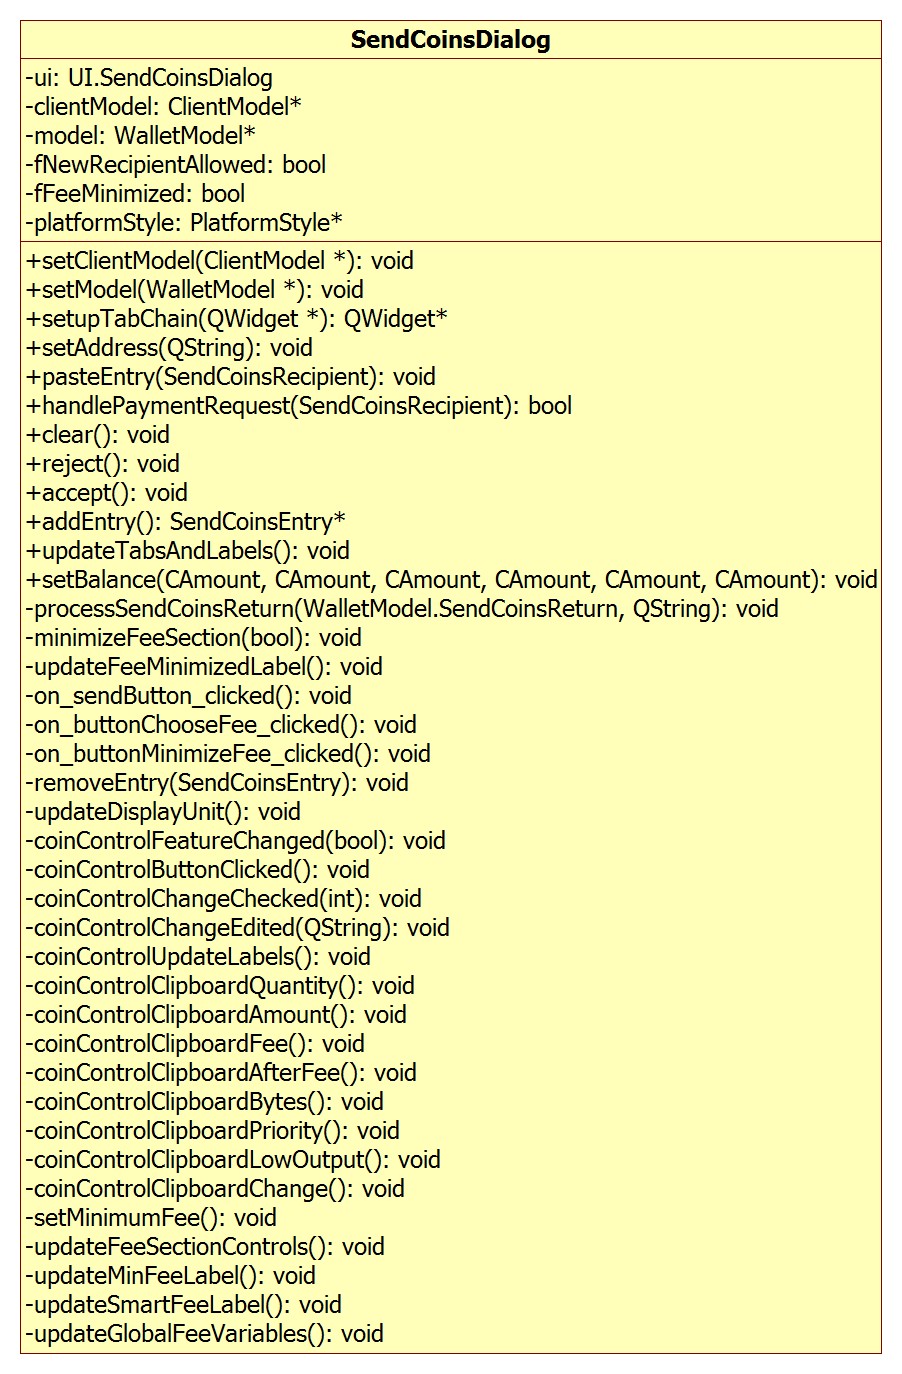 SendCoinsDialog
-ui: UI.SendCoinsDialog
-clientModel: ClientModel*
-model: WalletModel*
-fNewRecipientAllowed: bool
-fFeeMinimized: bool
-platformStyle: PlatformStyle*
+setClientModel(ClientModel *): void
+setModel(WalletModel *): void
+setupTabChain(QWidget *): QWidget*
+setAddress(QString): void
+pasteEntry(SendCoinsRecipient): void
+handlePaymentRequest(SendCoinsRecipient): bool
+clear(): void
+reject(): void
+accept(): void
+addEntry(): SendCoinsEntry*
+updateTabsAndLabels(): void
+setBalance(CAmount, CAmount, CAmount, CAmount, CAmount, CAmount): void
-processSendCoinsReturn(WalletModel.SendCoinsReturn, QString): void
-minimizeFeeSection(bool): void
-updateFeeMinimizedLabel(): void
-on_sendButton_clicked(): void
-on_buttonChooseFee_clicked(): void
-on_buttonMinimizeFee_clicked(): void
-removeEntry(SendCoinsEntry): void
-updateDisplayUnit(): void
-coinControlFeatureChanged(bool): void
-coinControlButtonClicked(): void
-coinControlChangeChecked(int): void
-coinControlChangeEdited(QString): void
-coinControlUpdateLabels(): void
-coinControlClipboardQuantity(): void
-coinControlClipboardAmount(): void
-coinControlClipboardFee(): void
-coinControlClipboardAfterFee(): void
-coinControlClipboardBytes(): void
-coinControlClipboardPriority(): void
-coinControlClipboardLowOutput(): void
-coinControlClipboardChange(): void
-setMinimumFee(): void
-updateFeeSectionControls(): void
-updateMinFeeLabel(): void
-updateSmartFeeLabel(): void
-updateGlobalFeeVariables(): void